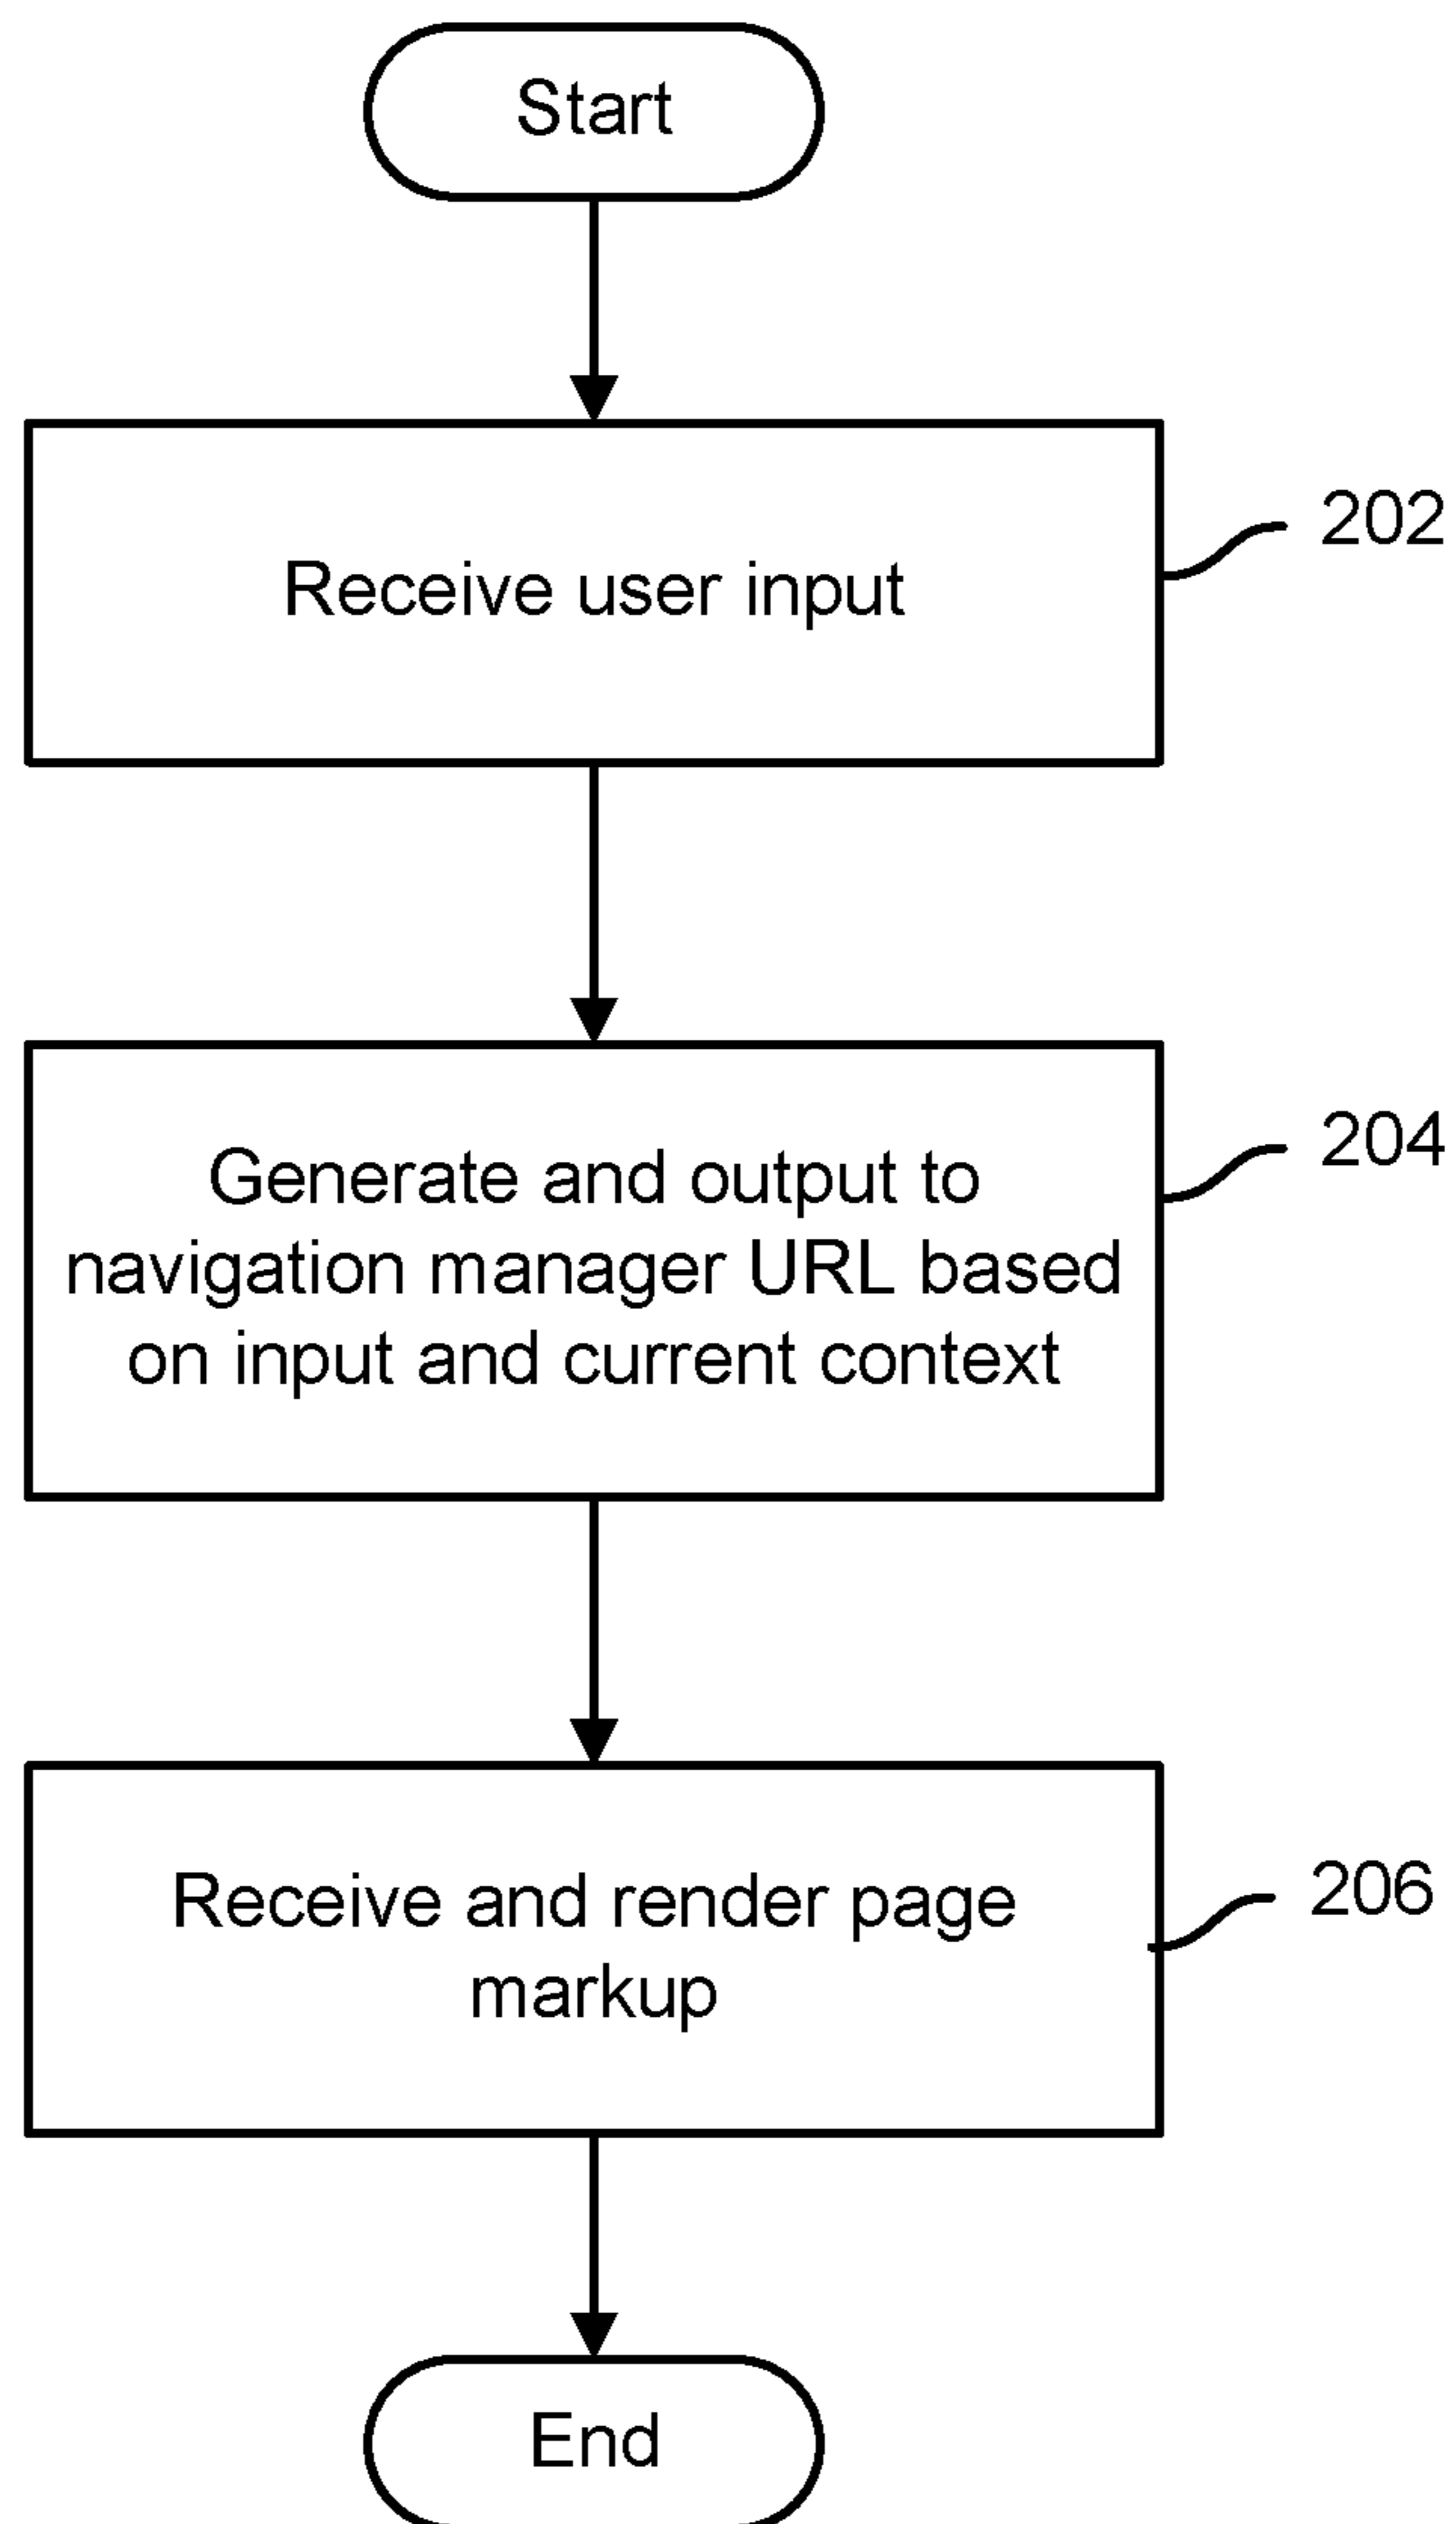 Start
Receive user input
202
Generate and output to
navigation manager URL based
on input and current context
204
Receive and render page
markup
206
End